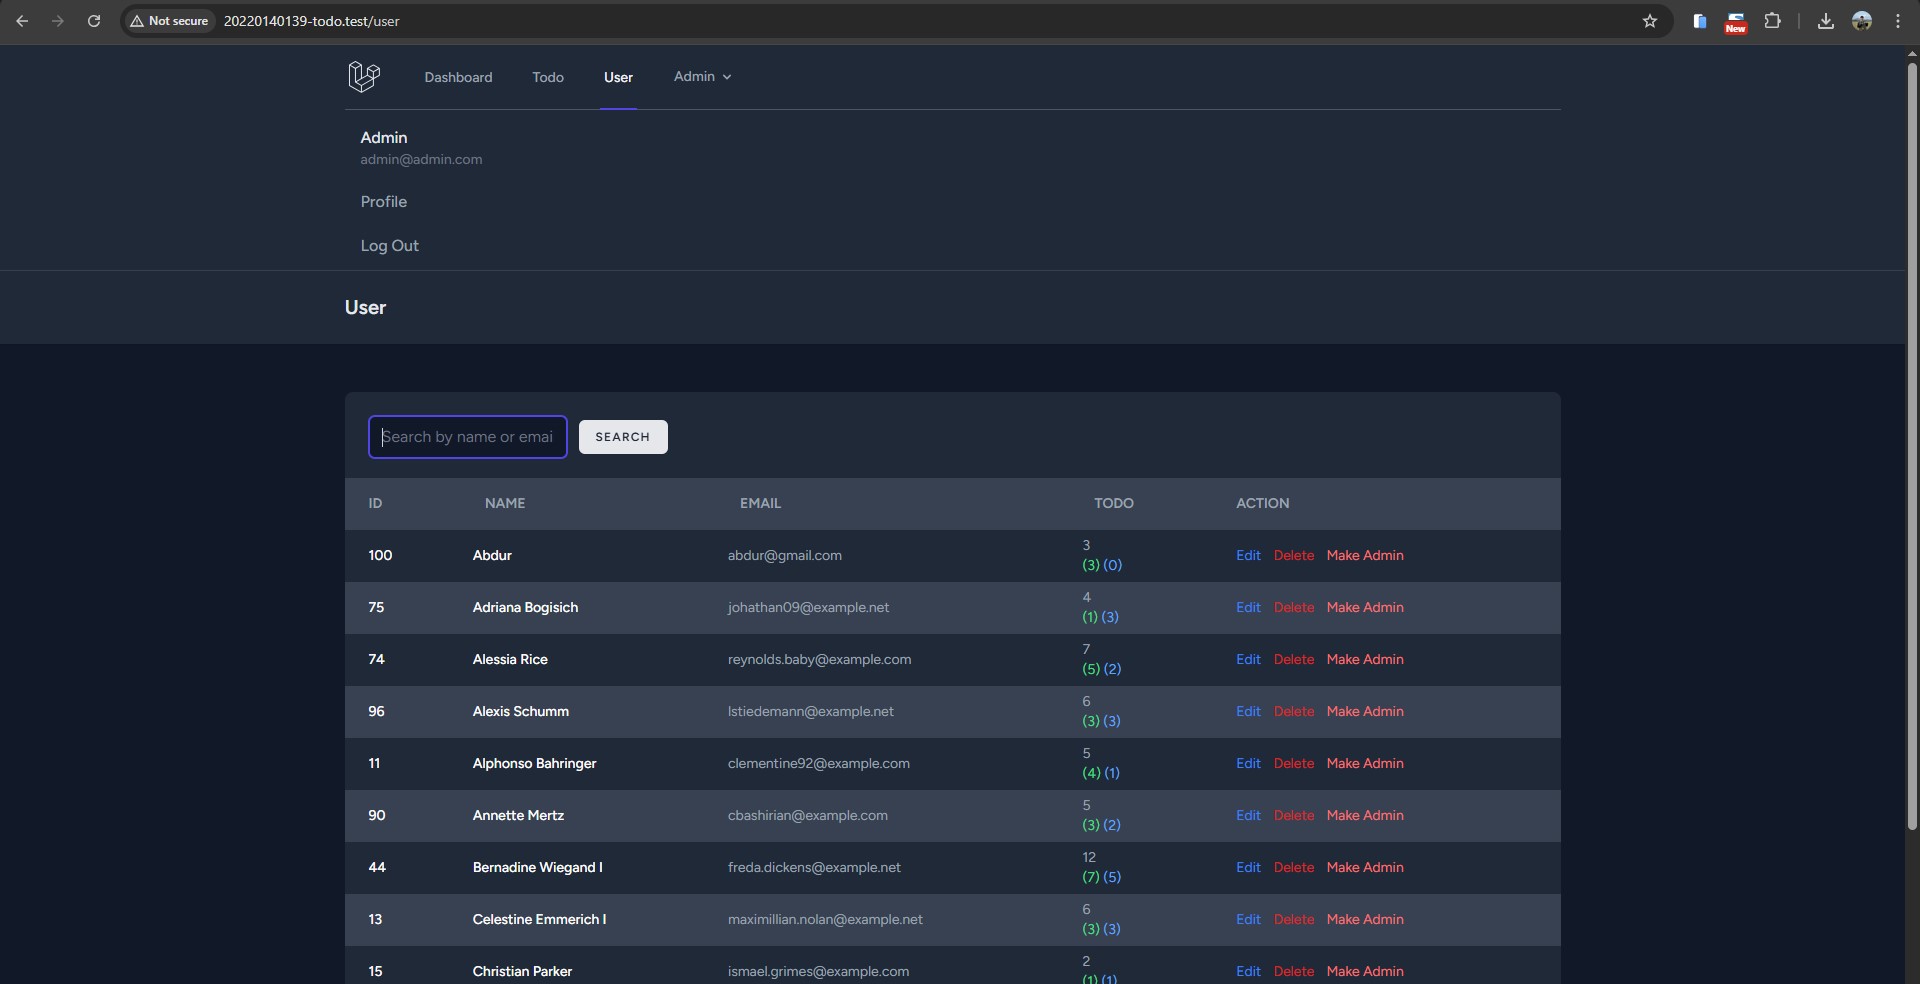 Not secure 20220140139-todo.test/user
New
Dashboard Todo User Admin
Admin
admin@admin.com
Profile
Log Out
User
Search by name or emai SEARCH
ID NAME EMAIL TODO ACTION
100 Abdur abdur@gmail.com 3 (3) (0) Edit Delete Make Admin
75 Adriana Bogisich johathan09@example.net 4 (1) (3) Edit Delete Make Admin
74 Alessia Rice reynolds.baby@example.com 7 (5) (2) Edit Delete Make Admin
96 Alexis Schumm lstiedemann@example.net 6 (3) (3) Edit Delete Make Admin
11 Alphonso Bahringer clementine92@example.com 5 (4) (1) Edit Delete Make Admin
90 Annette Mertz cbashirian@example.com 5 (3) (2) Edit Delete Make Admin
44 Bernadine Wiegand I freda.dickens@example.net 12 (7) (5) Edit Delete Make Admin
13 Celestine Emmerich I maximillian.nolan@example.net 6 (3) (3) Edit Delete Make Admin
15 Christian Parker ismael.grimes@example.com 2 (1) (1) Edit Delete Make Admin